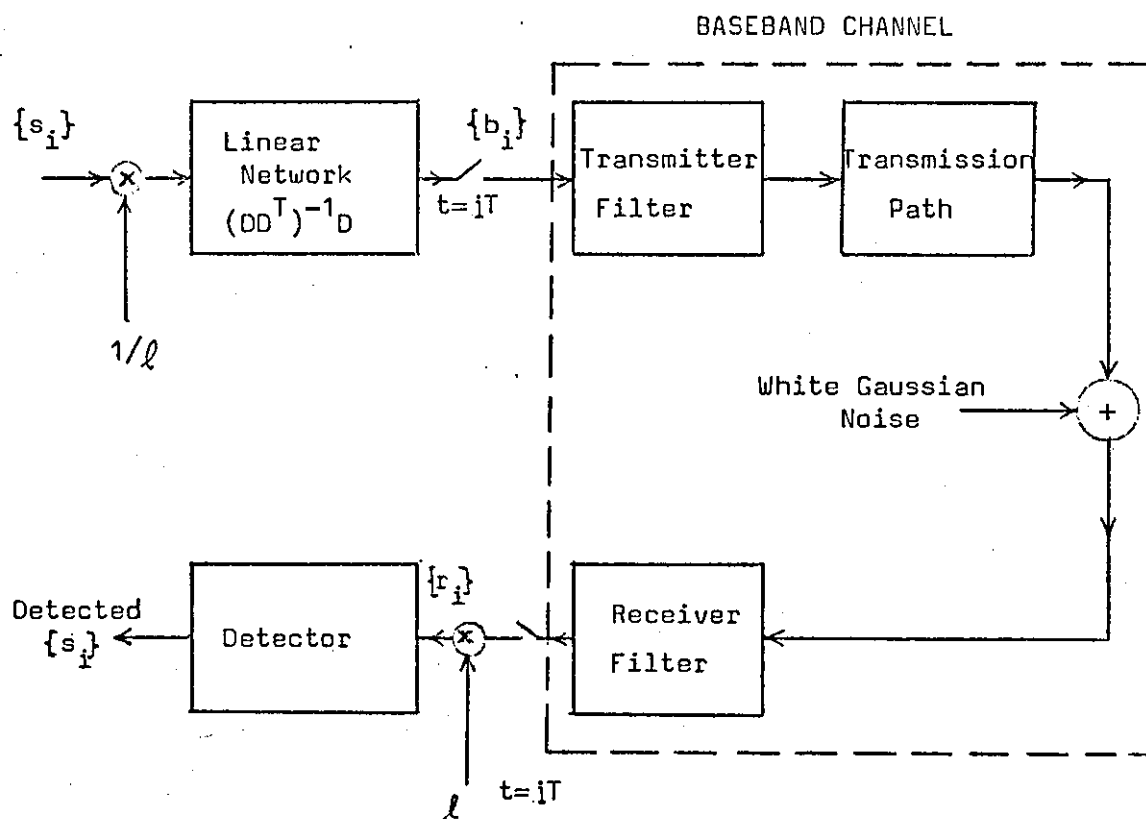 BASEBAND CHANNEL
{s_i}
×
1/ℓ
Linear
Network
(DD^T)^-1D
{b_i}
t=iT
Transmitter
Filter
Transmission
Path
White Gaussian
Noise
+
Receiver
Filter
t=iT
ℓ
×
{r_i}
Detector
Detected
{s_i}